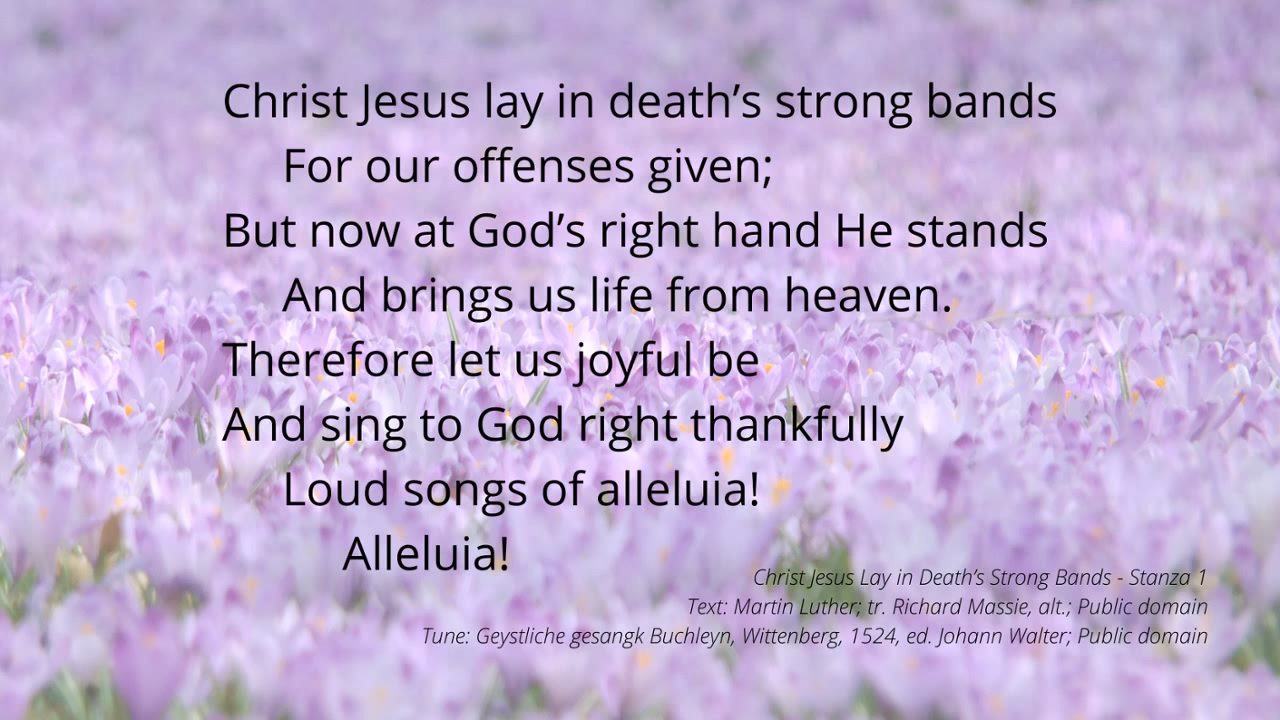 Christ Jesus lay in death’s strong bands
For our offenses given;
But now at God’s right hand He stands
And brings us life from heaven.
Therefore let us joyful be
And sing to God right thankfully
Loud songs of alleluia!
Alleluia!
Christ Jesus Lay in Death’s Strong Bands - Stanza 1
Text: Martin Luther; tr. Richard Massie, alt.; Public domain
Tune: Geystliche gesangk Buchleyn, Wittenberg, 1524, ed. Johann Walter; Public domain